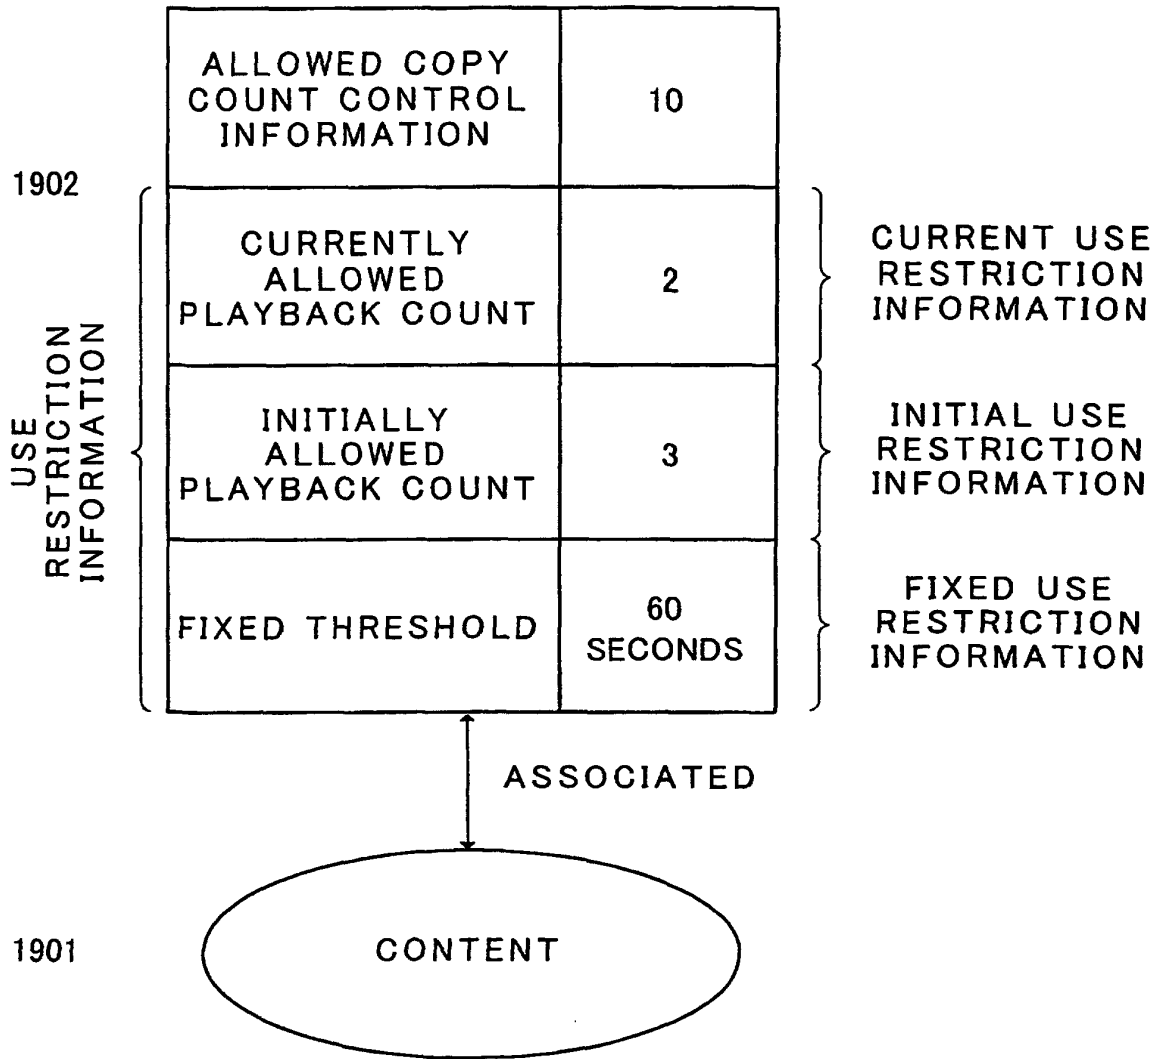 ALLOWED COPY
COUNT CONTROL
INFORMATION
10
1902
USE
RESTRICTION
INFORMATION
CURRENTLY
ALLOWED
PLAYBACK COUNT
2
CURRENT USE
RESTRICTION
INFORMATION
INITIALLY
ALLOWED
PLAYBACK COUNT
3
INITIAL USE
RESTRICTION
INFORMATION
FIXED THRESHOLD
60
SECONDS
FIXED USE
RESTRICTION
INFORMATION
ASSOCIATED
1901
CONTENT